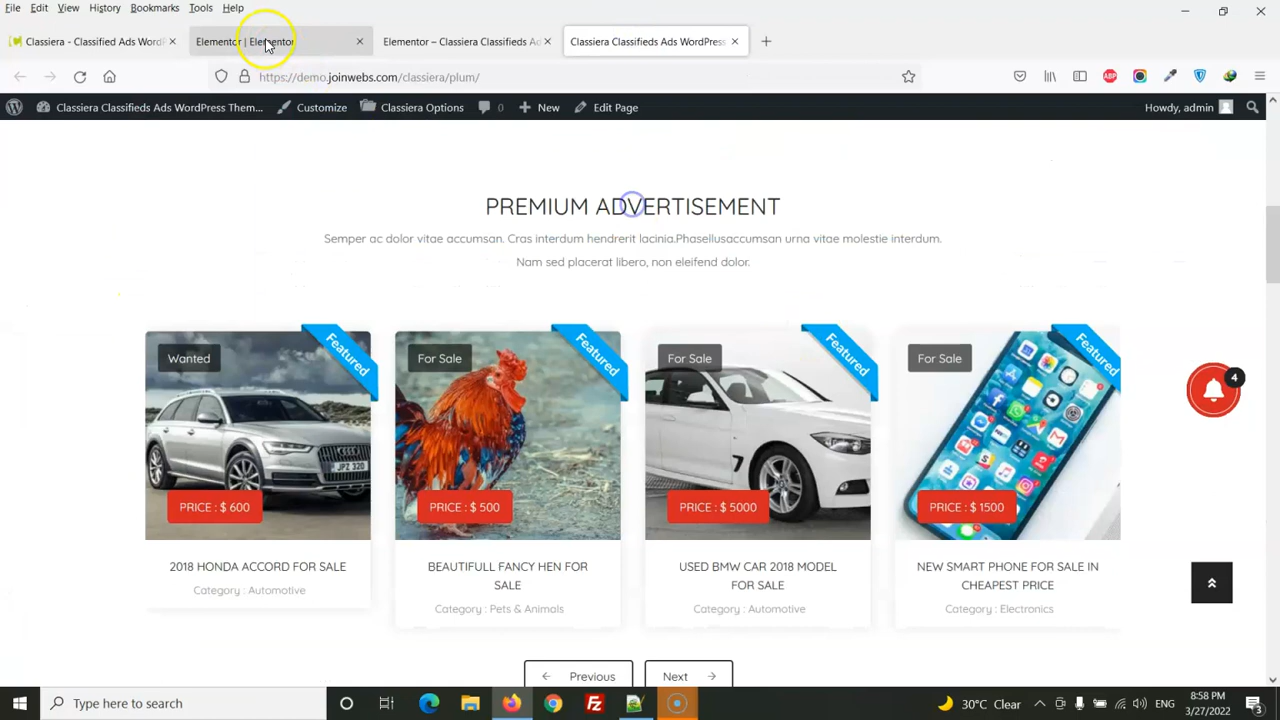 File Edit View History Bookmarks Tools Help
Classiera - Classified Ads WordP
Elementor | Elementor
Elementor – Classiera Classifieds Ad
Classiera Classifieds Ads WordPress
https://demo.joinwebs.com/classiera/plum/
ABP
Classiera Classifieds Ads WordPress Them...
Customize
Classiera Options
0
New
Edit Page
Howdy, admin
PREMIUM ADVERTISEMENT
Semper ac dolor vitae accumsan. Cras interdum hendrerit lacinia.Phasellusaccumsan urna vitae molestie interdum.
Nam sed placerat libero, non eleifend dolor.
Wanted
Featured
JPZ 320
PRICE : $ 600
2018 HONDA ACCORD FOR SALE
Category : Automotive
For Sale
Featured
PRICE : $ 500
BEAUTIFULL FANCY HEN FOR
SALE
Category : Pets & Animals
For Sale
Featured
PRICE : $ 5000
USED BMW CAR 2018 MODEL
FOR SALE
Category : Automotive
For Sale
Featured
PRICE : $ 1500
NEW SMART PHONE FOR SALE IN
CHEAPEST PRICE
Category : Electronics
4
Previous
Next
Type here to search
30°C Clear
ENG
8:58 PM
3/27/2022
3